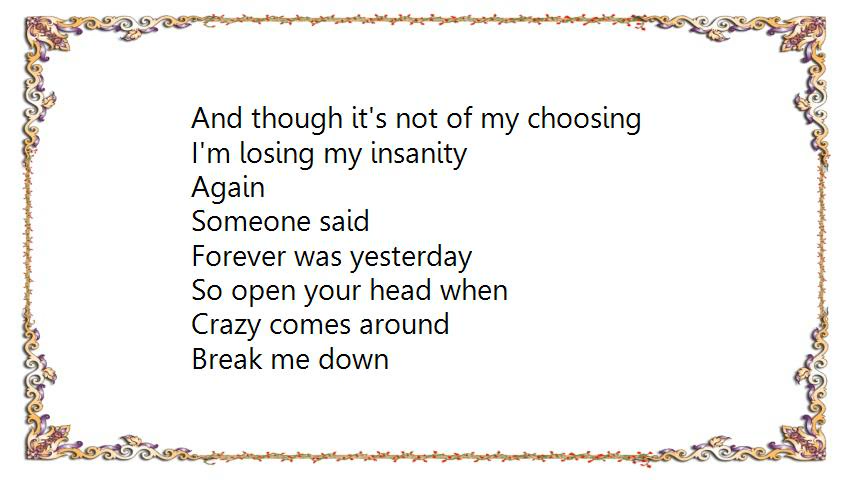 And though it's not of my choosing
I'm losing my insanity
Again
Someone said
Forever was yesterday
So open your head when
Crazy comes around
Break me down